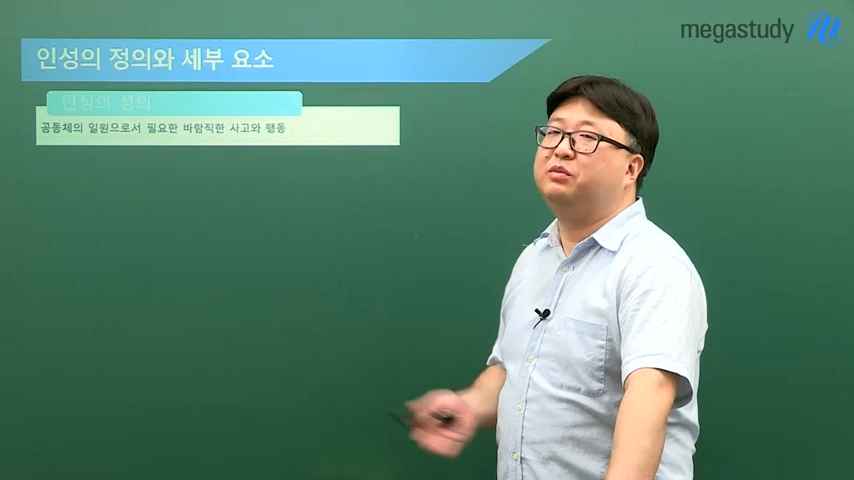 megastudy
인성의 정의와 세부 요소
인성의 정의
공동체의 일원으로서 필요한 바람직한 사고와 행동